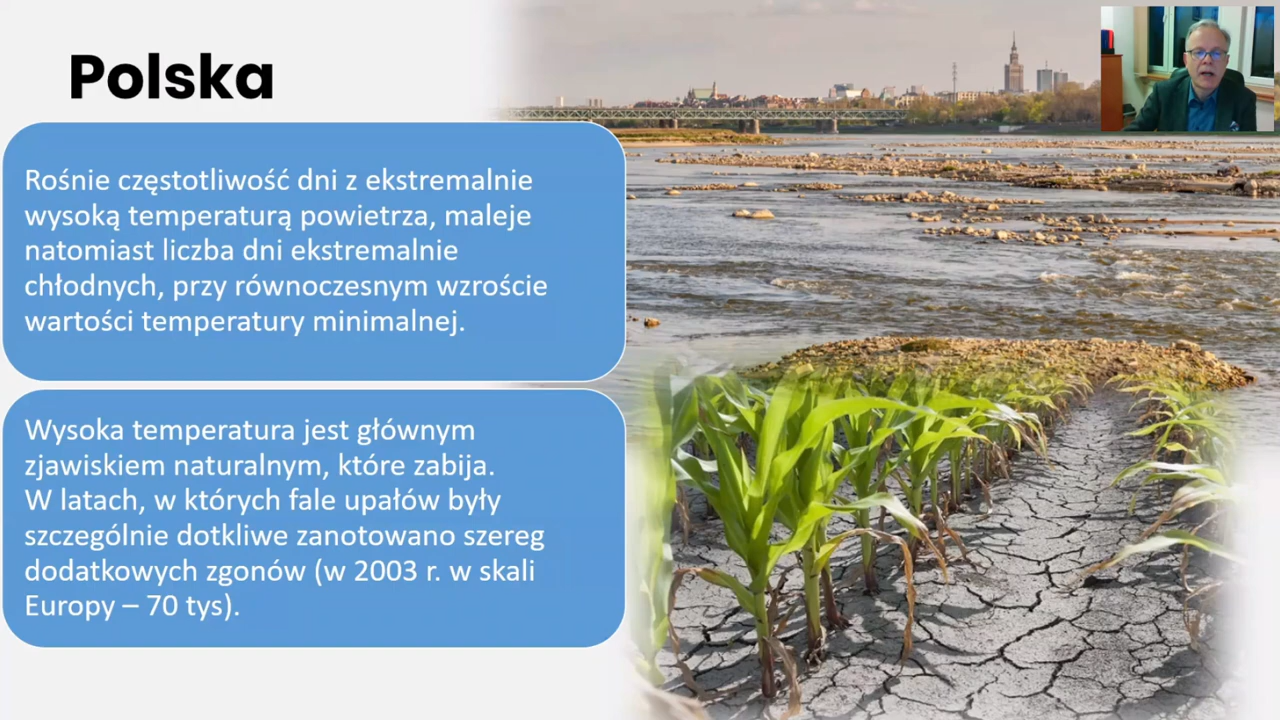 Polska
Rośnie częstotliwość dni z ekstremalnie
wysoką temperaturą powietrza, maleje
natomiast liczba dni ekstremalnie
chłodnych, przy równoczesnym wzroście
wartości temperatury minimalnej.
Wysoka temperatura jest głównym
zjawiskiem naturalnym, które zabija.
W latach, w których fale upałów były
szczególnie dotkliwe zanotowano szereg
dodatkowych zgonów (w 2003 r. w skali
Europy – 70 tys).